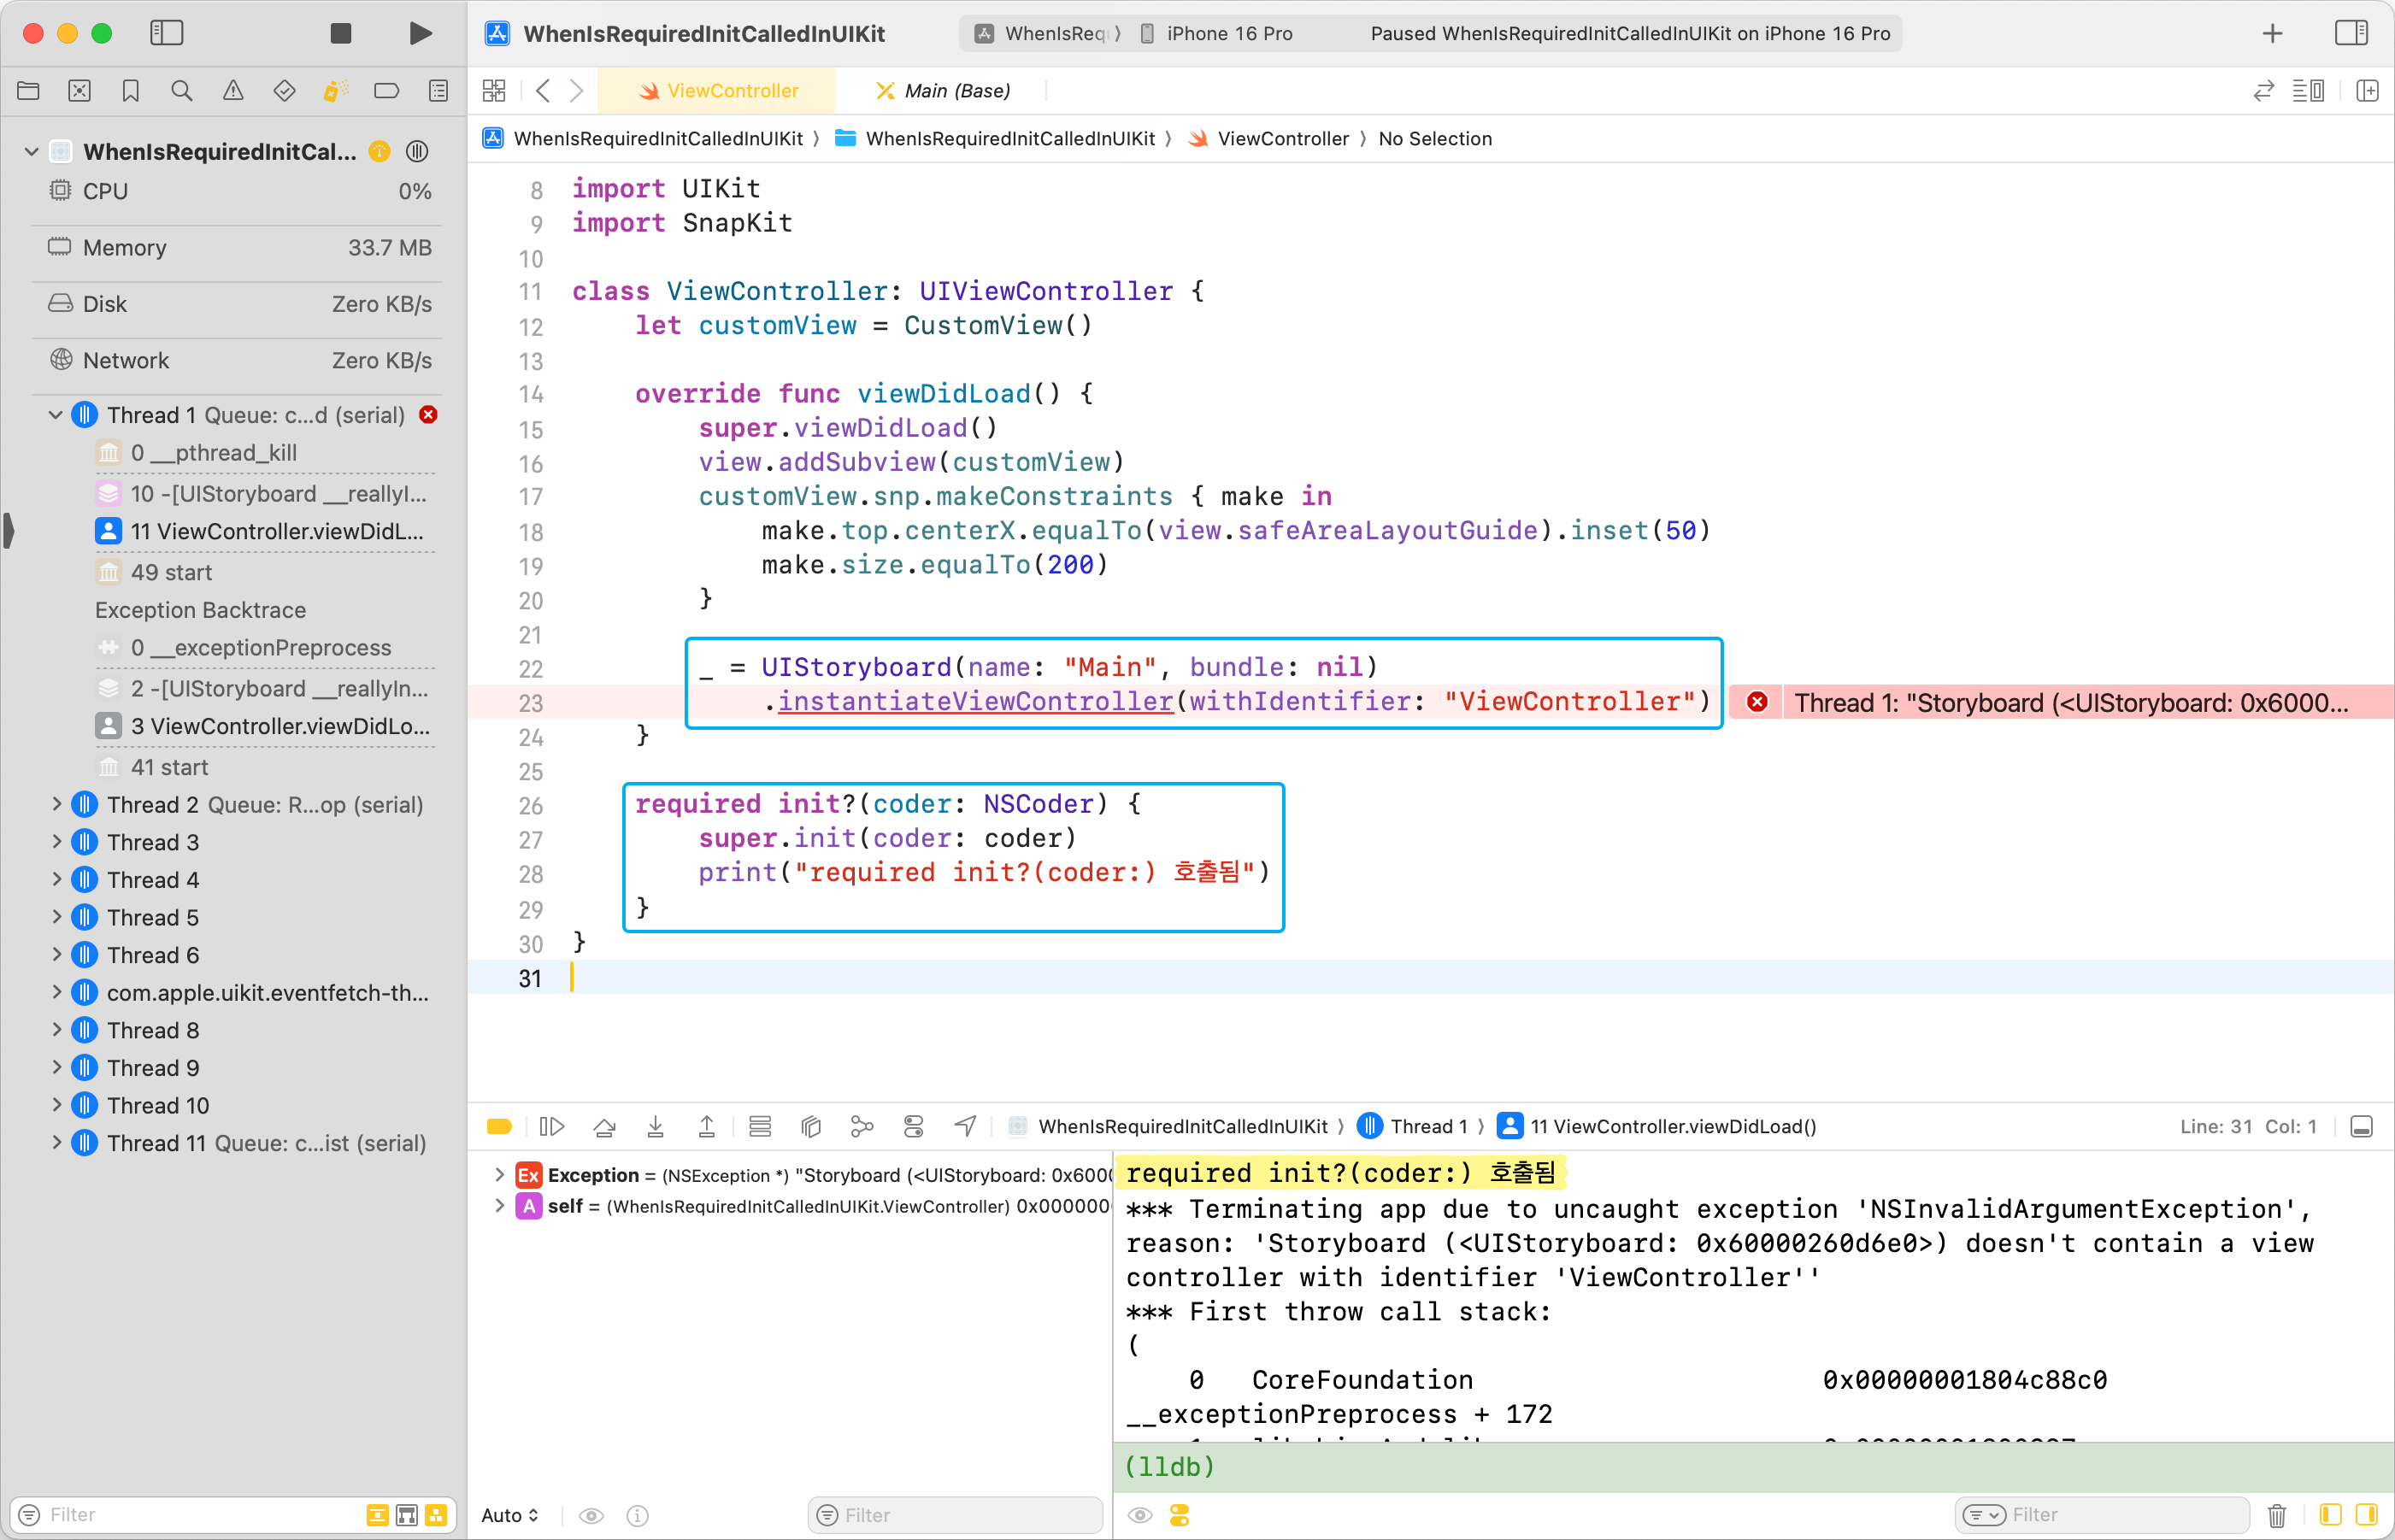 WhenIsRequiredInitCalledInUIKit
WhenIsReq
iPhone 16 Pro
Paused WhenIsRequiredInitCalledInUIKit on iPhone 16 Pro
ViewController
Main (Base)
WhenIsRequiredInitCalledInUIKit 〉 WhenIsRequiredInitCalledInUIKit 〉 ViewController 〉 No Selection
WhenIsRequiredInitCal...
CPU 0%
Memory 33.7 MB
Disk Zero KB/s
Network Zero KB/s
Thread 1 Queue: c...d (serial)
0 __pthread_kill
10 -[UIStoryboard __reallyI...
11 ViewController.viewDidL...
49 start
Exception Backtrace
0 __exceptionPreprocess
2 -[UIStoryboard __reallyIn...
3 ViewController.viewDidLo...
41 start
Thread 2 Queue: R...op (serial)
Thread 3
Thread 4
Thread 5
Thread 6
com.apple.uikit.eventfetch-th...
Thread 8
Thread 9
Thread 10
Thread 11 Queue: c...ist (serial)
Filter
8 import UIKit
9 import SnapKit
10
11 class ViewController: UIViewController {
12 let customView = CustomView()
13
14 override func viewDidLoad() {
15 super.viewDidLoad()
16 view.addSubview(customView)
17 customView.snp.makeConstraints { make in
18 make.top.centerX.equalTo(view.safeAreaLayoutGuide).inset(50)
19 make.size.equalTo(200)
20 }
21
22 _ = UIStoryboard(name: "Main", bundle: nil)
23 .instantiateViewController(withIdentifier: "ViewController")
Thread 1: "Storyboard (<UIStoryboard: 0x6000...
24 }
25
26 required init?(coder: NSCoder) {
27 super.init(coder: coder)
28 print("required init?(coder:) 호출됨")
29 }
30 }
31
WhenIsRequiredInitCalledInUIKit 〉 Thread 1 〉 11 ViewController.viewDidLoad()
Line: 31 Col: 1
Ex Exception = (NSException *) "Storyboard (<UIStoryboard: 0x600
A self = (WhenIsRequiredInitCalledInUIKit.ViewController) 0x000000
Auto
Filter
required init?(coder:) 호출됨
*** Terminating app due to uncaught exception 'NSInvalidArgumentException',
reason: 'Storyboard (<UIStoryboard: 0x60000260d6e0>) doesn't contain a view
controller with identifier 'ViewController''
*** First throw call stack:
(
0 CoreFoundation 0x00000001804c88c0
__exceptionPreprocess + 172
(lldb)
Filter